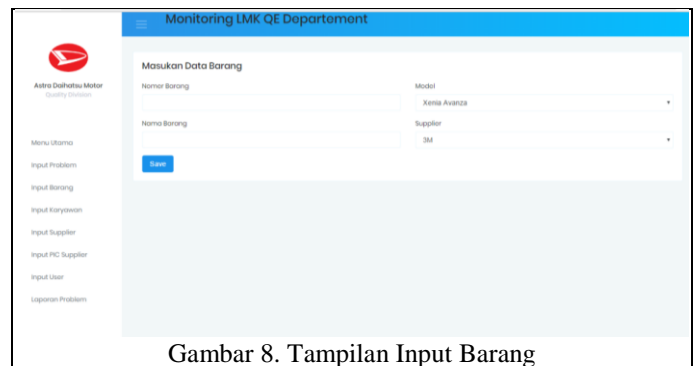 Monitoring LMK QE Departement
Astra Daihatsu Motor
Quality Division
Menu Utama
Input Problem
Input Barang
Input Karyawan
Input Supplier
Input PIC Supplier
Input User
Laporan Problem
Masukan Data Barang
Nomer Barang
Model
Xenia Avanza
Nama Barang
Supplier
3M
Save
Gambar 8. Tampilan Input Barang